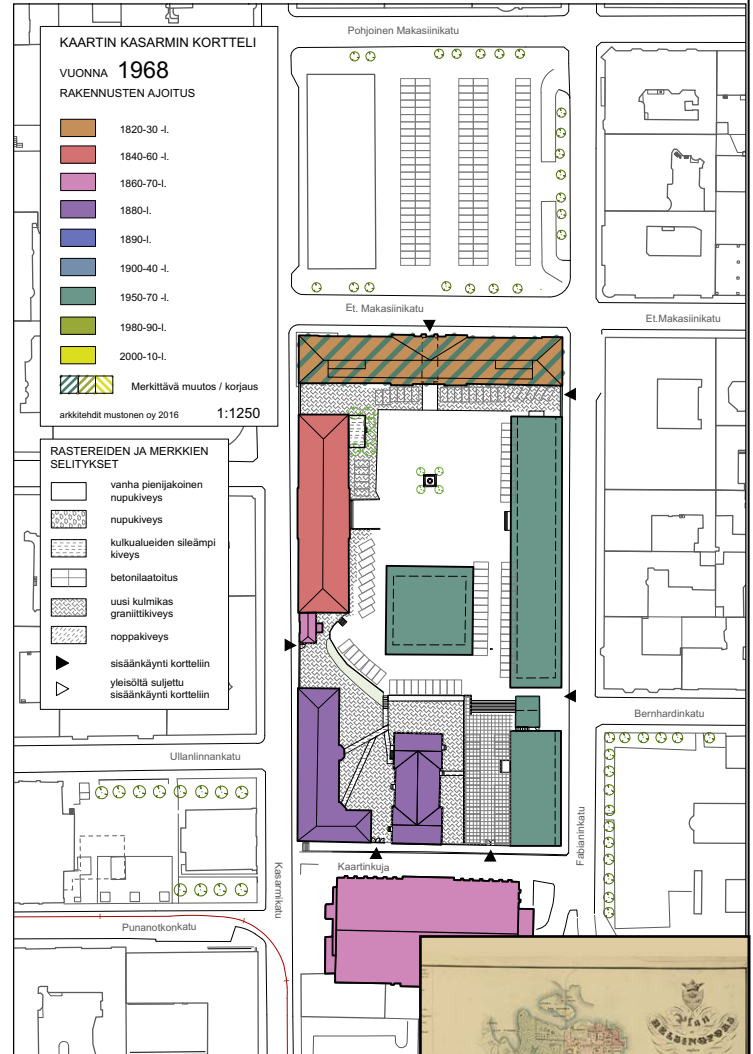 KAARTIN KASARMIN KORTTELI
VUONNA 1968
RAKENNUSTEN AJOITUS
1820-30 -l.
1840-60 -l.
1860-70-l.
1880-l.
1890-l.
1900-40 -l.
1950-70 -l.
1980-90-l.
2000-10-l.
Merkittävä muutos / korjaus
arkkitehdit mustonen oy 2016 1:1250
RASTEREIDEN JA MERKKIEN
SELITYKSET
vanha pienijakoinen
nupukiveys
nupukiveys
kulkualueiden sileämpi
kiveys
betonilaatoitus
uusi kulmikas
graniittikiveys
noppakiveys
sisäänkäynti kortteliin
yleisöltä suljettu
sisäänkäynti kortteliin
Pohjoinen Makasiinikatu
Et. Makasiinikatu
Et.Makasiinikatu
Bernhardinkatu
Ullanlinnankatu
Kasarmikatu
Kaartinkuja
Fabianinkatu
Punanotkonkatu
Plan
HELSINGFORS